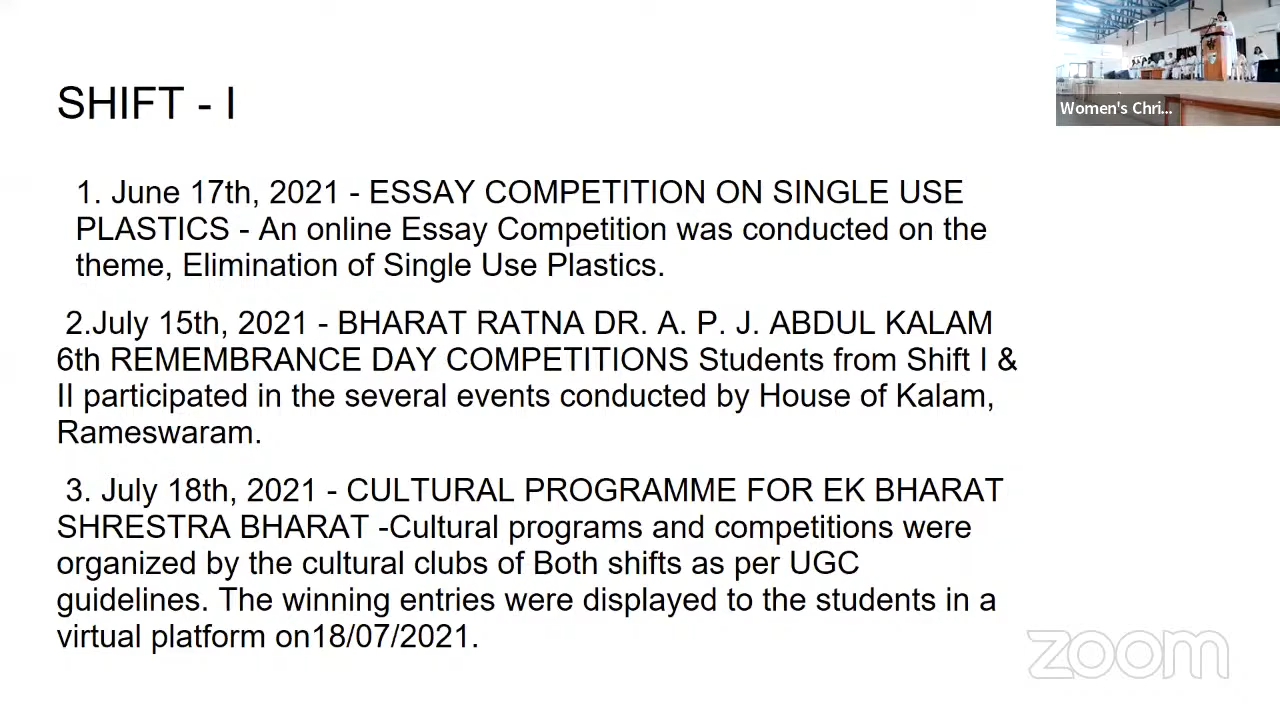 Women's Chri...
SHIFT - I
1. June 17th, 2021 - ESSAY COMPETITION ON SINGLE USE
PLASTICS - An online Essay Competition was conducted on the
theme, Elimination of Single Use Plastics.
2.July 15th, 2021 - BHARAT RATNA DR. A. P. J. ABDUL KALAM
6th REMEMBRANCE DAY COMPETITIONS Students from Shift I &
II participated in the several events conducted by House of Kalam,
Rameswaram.
3. July 18th, 2021 - CULTURAL PROGRAMME FOR EK BHARAT
SHRESTRA BHARAT -Cultural programs and competitions were
organized by the cultural clubs of Both shifts as per UGC
guidelines. The winning entries were displayed to the students in a
virtual platform on18/07/2021.
zoom